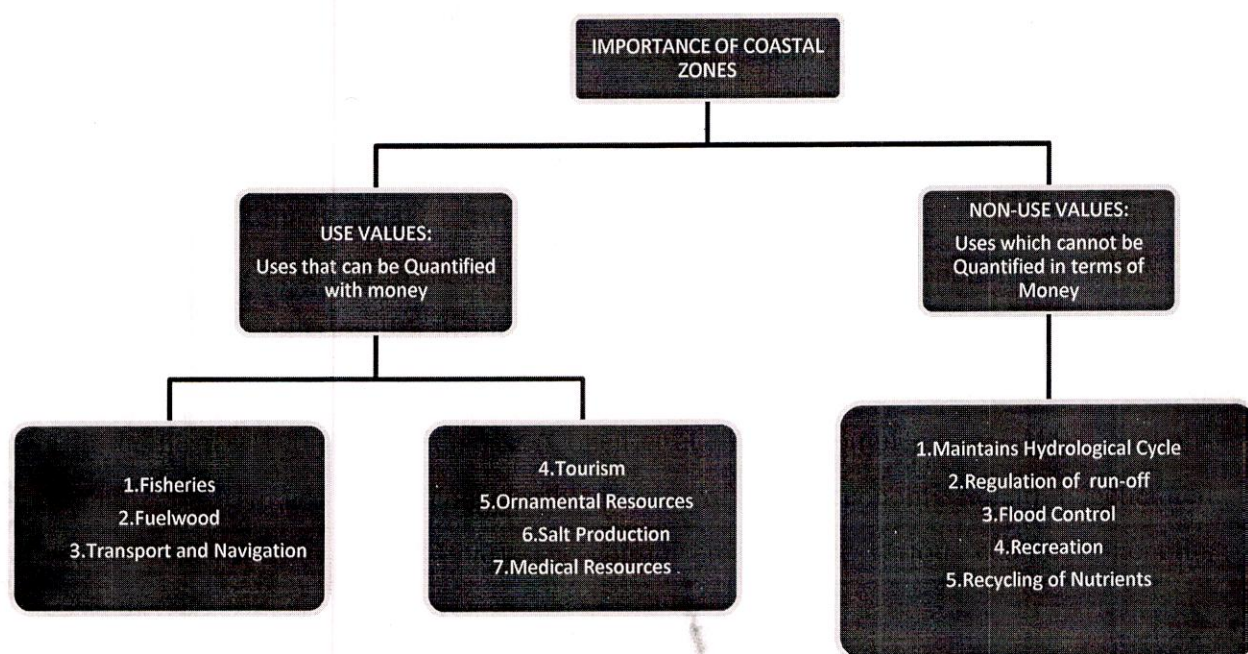 IMPORTANCE OF COASTAL
ZONES
USE VALUES:
Uses that can be Quantified
with money
NON-USE VALUES:
Uses which cannot be
Quantified in terms of
Money
1.Fisheries
2.Fuelwood
3.Transport and Navigation
4.Tourism
5.Ornamental Resources
6.Salt Production
7.Medical Resources
1.Maintains Hydrological Cycle
2.Regulation of run-off
3.Flood Control
4.Recreation
5.Recycling of Nutrients